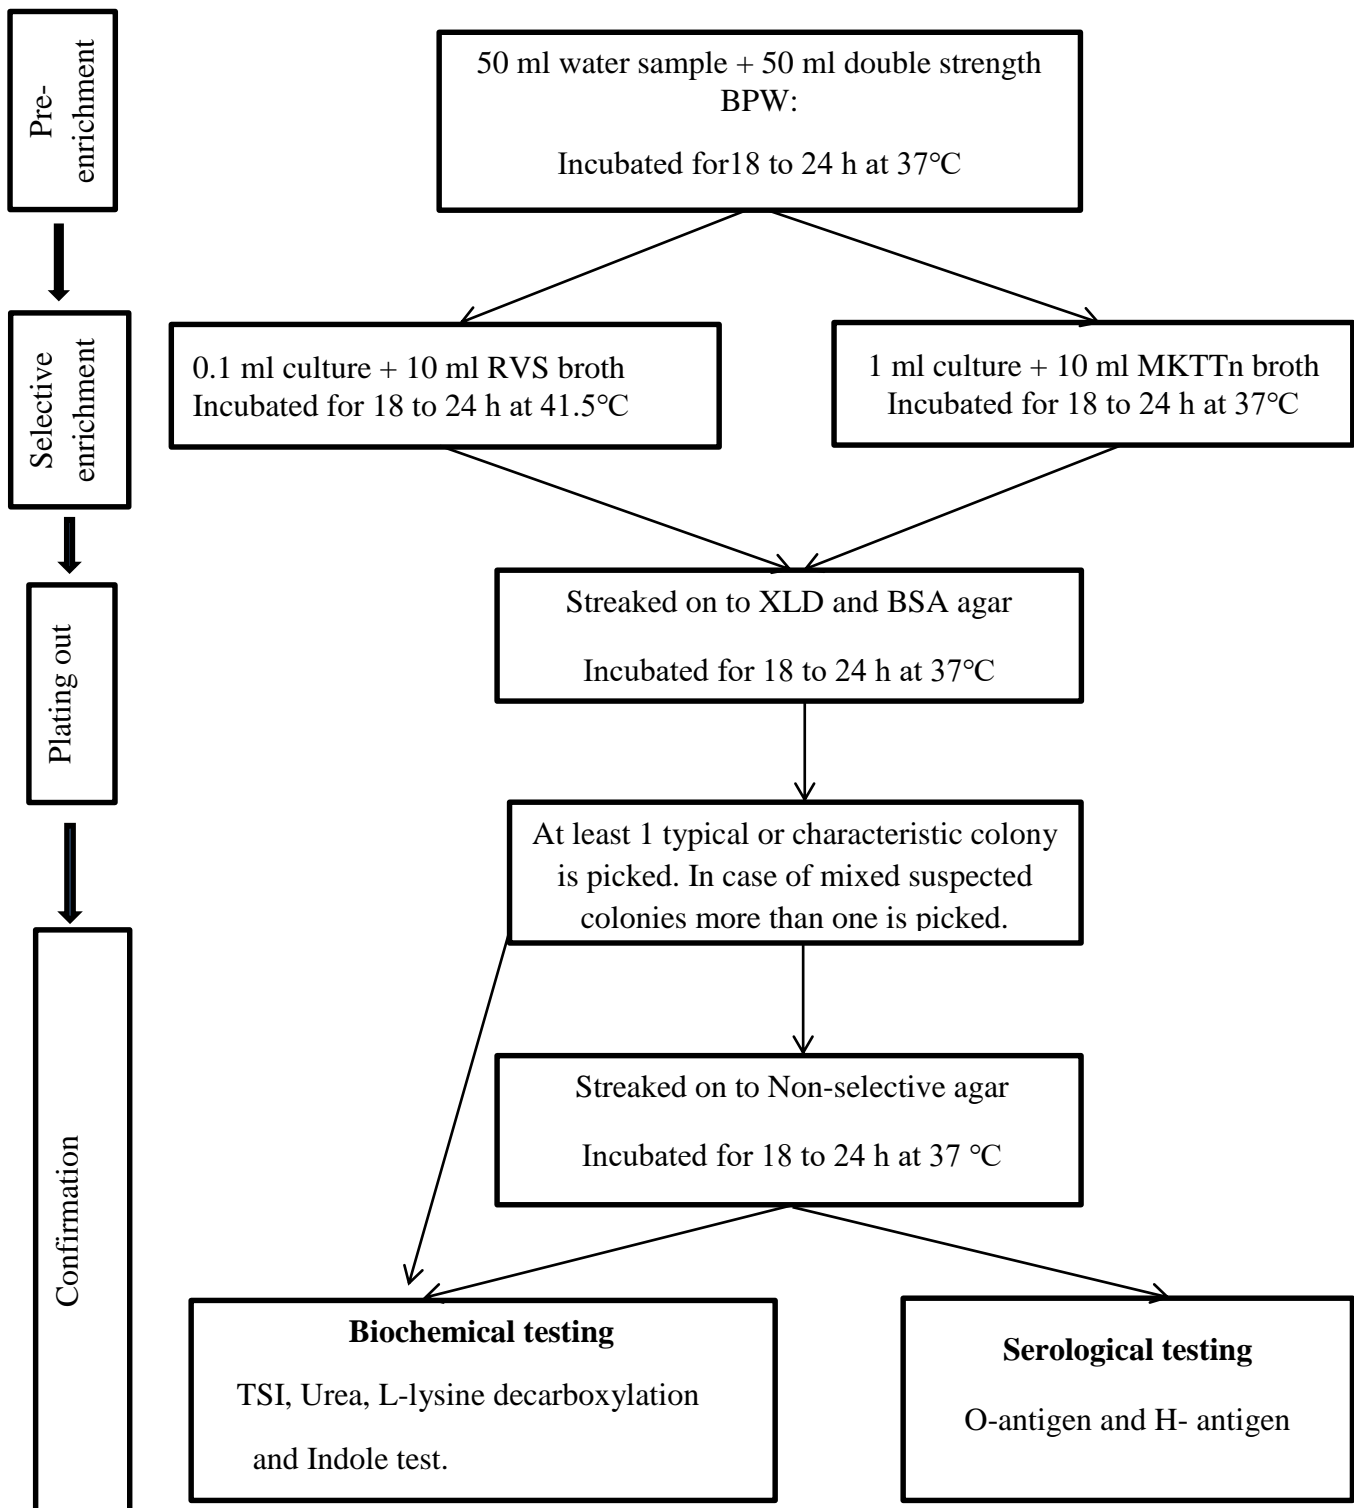 Pre-
enrichment
50 ml water sample + 50 ml double strength
BPW:
Incubated for18 to 24 h at 37°C
Selective
enrichment
0.1 ml culture + 10 ml RVS broth
Incubated for 18 to 24 h at 41.5°C
1 ml culture + 10 ml MKTTn broth
Incubated for 18 to 24 h at 37°C
Plating out
Streaked on to XLD and BSA agar
Incubated for 18 to 24 h at 37°C
At least 1 typical or characteristic colony
is picked. In case of mixed suspected
colonies more than one is picked.
Confirmation
Streaked on to Non-selective agar
Incubated for 18 to 24 h at 37 °C
Biochemical testing
TSI, Urea, L-lysine decarboxylation
and Indole test.
Serological testing
O-antigen and H- antigen